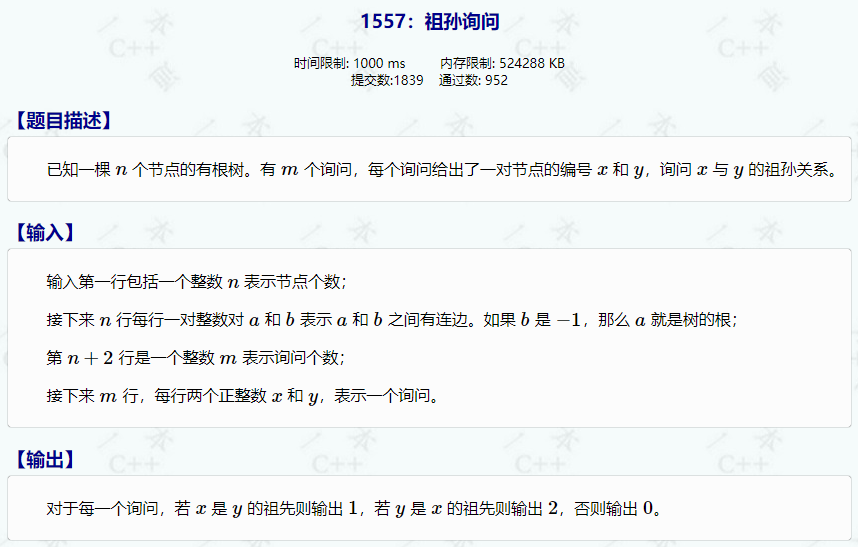 1557：祖孙询问
时间限制: 1000 ms 内存限制: 524288 KB
提交数:1839 通过数: 952
【题目描述】
已知一棵 n 个节点的有根树。有 m 个询问，每个询问给出了一对节点的编号 x 和 y，询问 x 与 y 的祖孙关系。
【输入】
输入第一行包括一个整数 n 表示节点个数；
接下来 n 行每行一对整数对 a 和 b 表示 a 和 b 之间有连边。如果 b 是 −1，那么 a 就是树的根；
第 n + 2 行是一个整数 m 表示询问个数；
接下来 m 行，每行两个正整数 x 和 y，表示一个询问。
【输出】
对于每一个询问，若 x 是 y 的祖先则输出 1，若 y 是 x 的祖先则输出 2，否则输出 0。